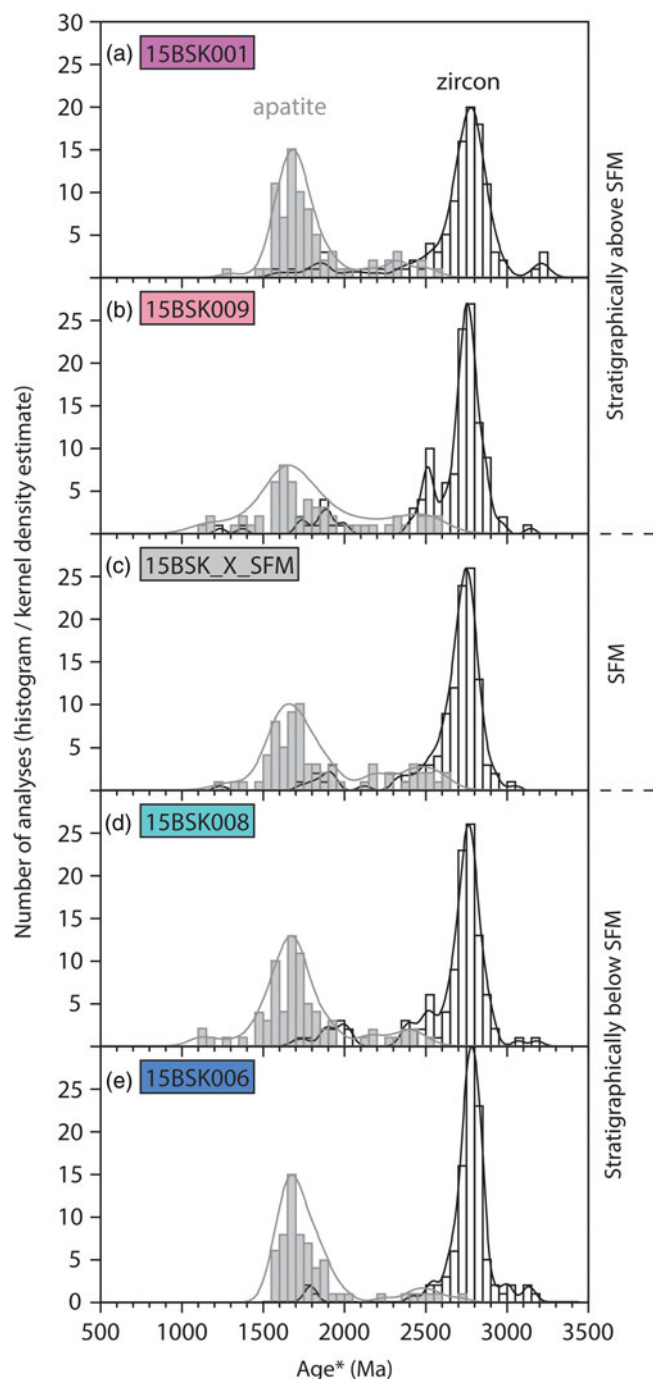 30
25
20
15
10
5
(a) 15BSK001
apatite
zircon
25
20
15
10
5
(b) 15BSK009
Stratigraphically above SFM
25
20
15
10
5
(c) 15BSK_X_SFM
SFM
25
20
15
10
5
(d) 15BSK008
25
20
15
10
5
0
(e) 15BSK006
Stratigraphically below SFM
Number of analyses (histogram / kernel density estimate)
500 1000 1500 2000 2500 3000 3500
Age* (Ma)